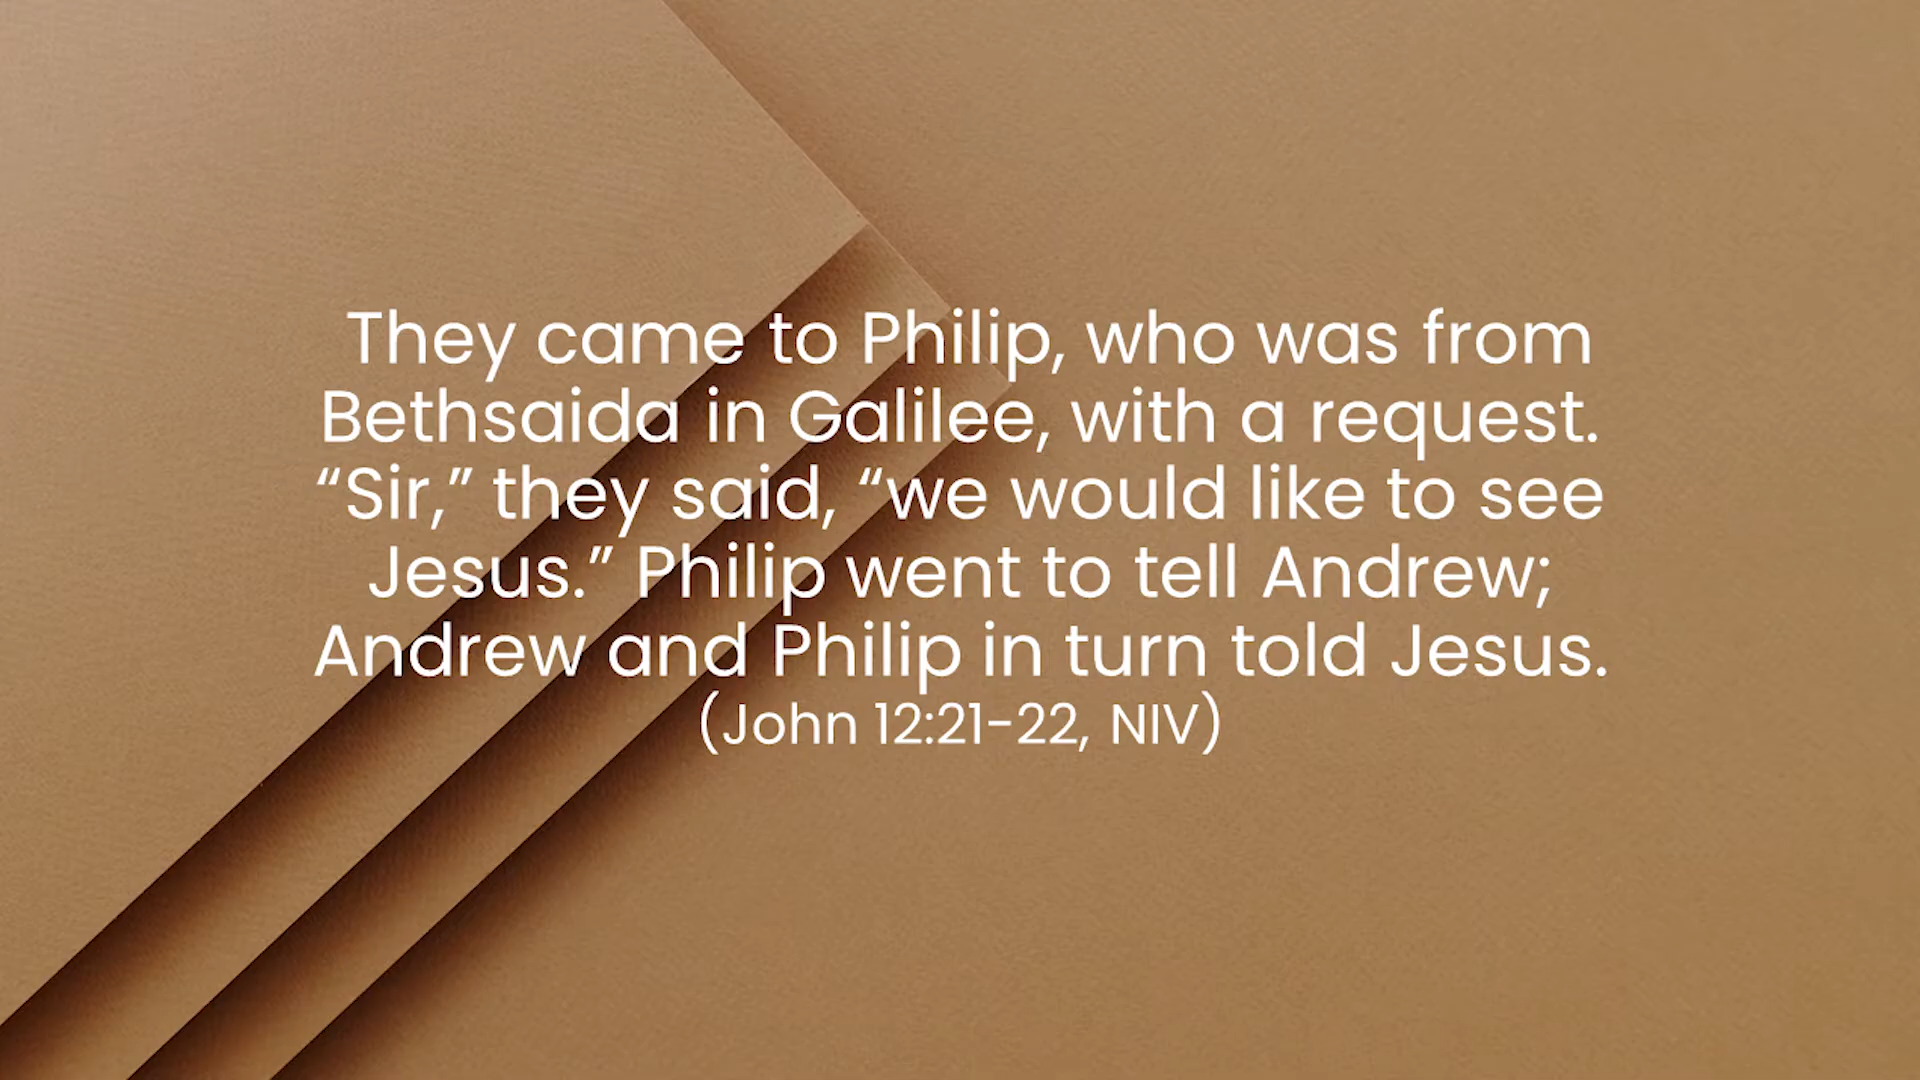 They came to Philip, who was from
Bethsaida in Galilee, with a request.
“Sir,” they said, “we would like to see
Jesus.” Philip went to tell Andrew;
Andrew and Philip in turn told Jesus.
(John 12:21-22, NIV)